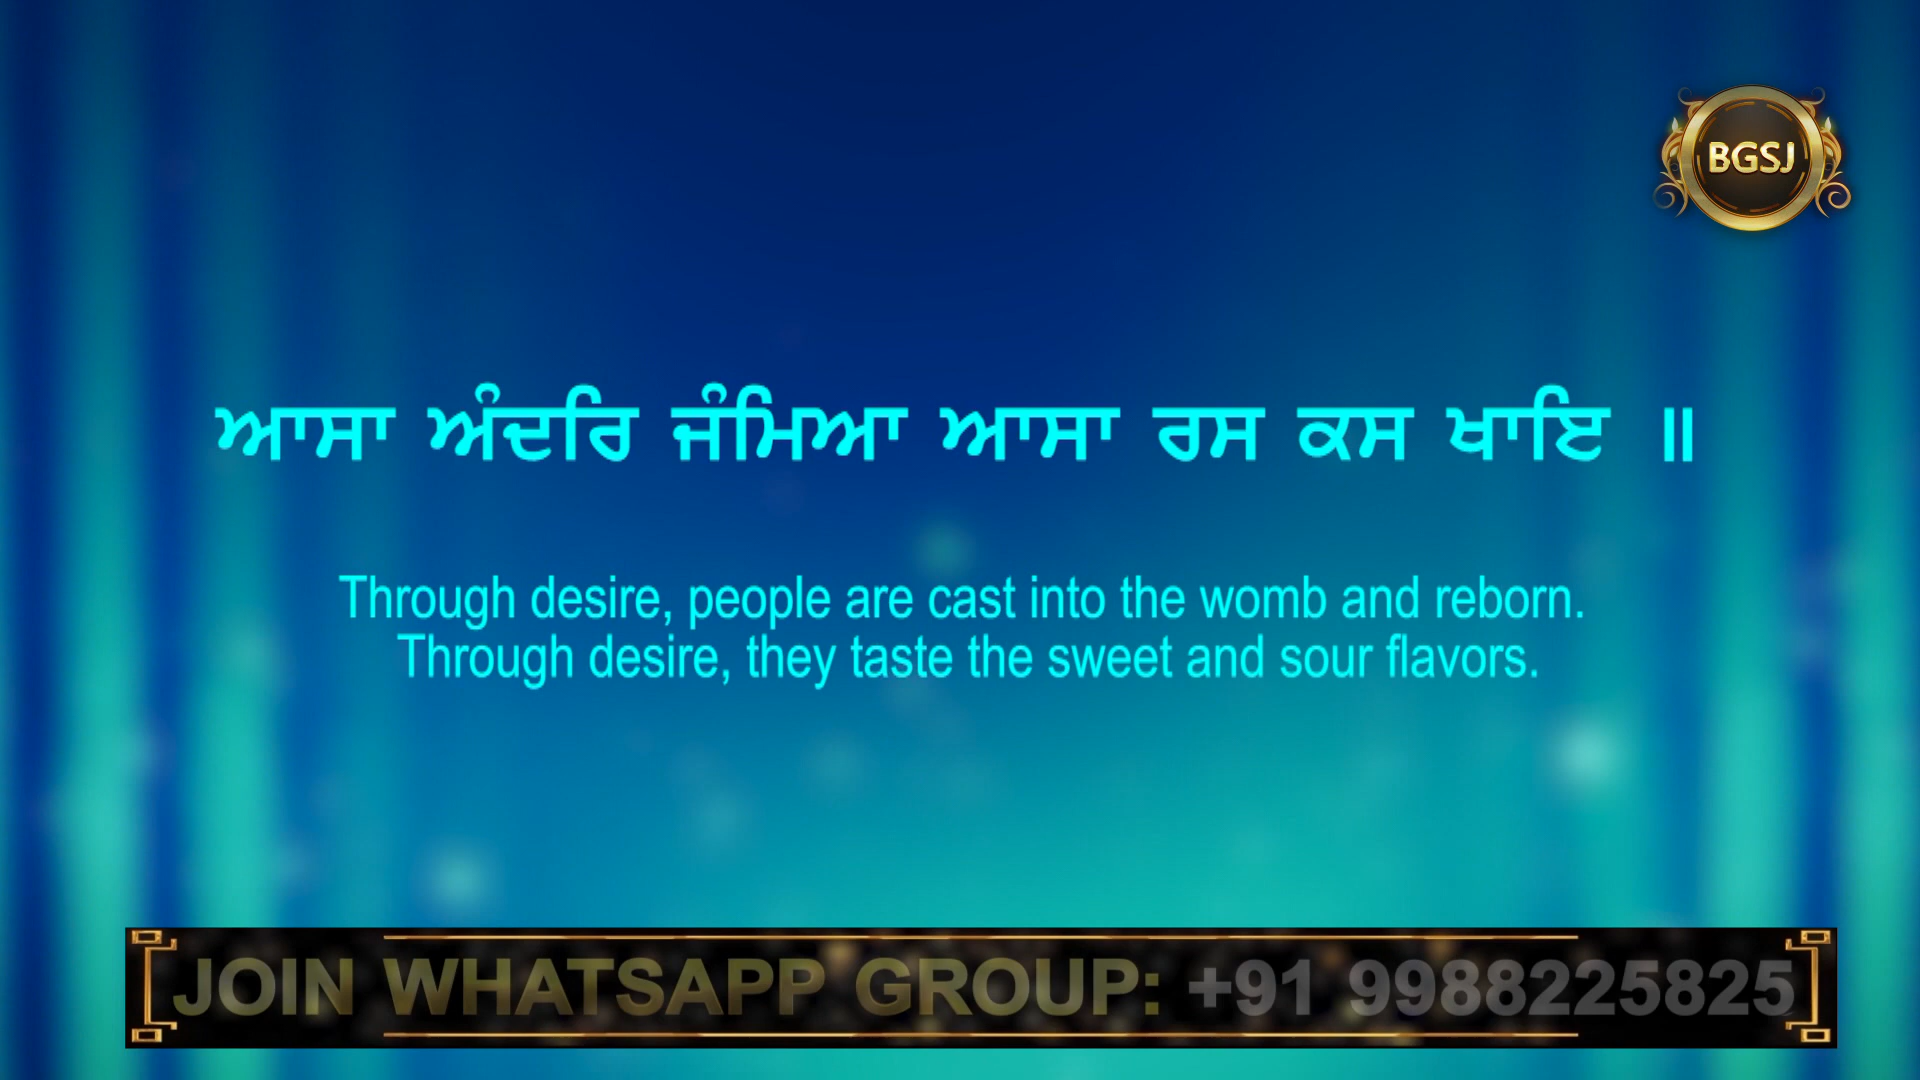 BGSJ
ਆਸਾ ਅੰਦਰਿ ਜੰਮਿਆ ਆਸਾ ਰਸ ਕਸ ਖਾਇ ॥
Through desire, people are cast into the womb and reborn.
Through desire, they taste the sweet and sour flavors.
JOIN WHATSAPP GROUP: +91 9988225825